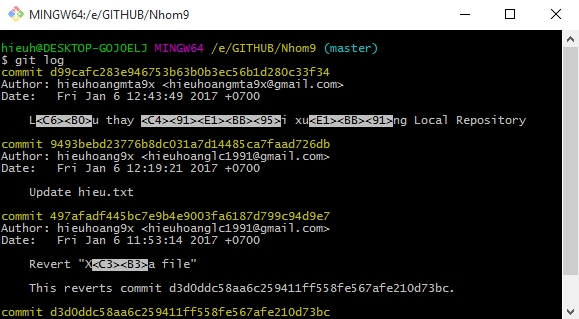 MINGW64:/e/GITHUB/Nhom9
hieuh@DESKTOP-GOJOELJ MINGW64 /e/GITHUB/Nhom9 (master)
$ git log
commit d99cafc283e946753b63b0b3ec56b1d280c33f34
Author: hieuhoangmta9x <hieuhoangmta9x@gmail.com>
Date:   Fri Jan 6 12:43:49 2017 +0700
L<C6><B0>u thay <C4><91><E1><BB><95>i xu<E1><BB><91>ng Local Repository
commit 9493bebd23776b8dc031a7d14485ca7faad726db
Author: hieuhoang9x <hieuhoanglc1991@gmail.com>
Date:   Fri Jan 6 12:19:21 2017 +0700
Update hieu.txt
commit 497afadf445bc7e9b4e9003fa6187d799c94d9e7
Author: hieuhoang9x <hieuhoanglc1991@gmail.com>
Date:   Fri Jan 6 11:53:14 2017 +0700
Revert "X<C3><B3>a file"
This reverts commit d3d0ddc58aa6c259411ff558fe567afe210d73bc.
commit d3d0ddc58aa6c259411ff558fe567afe210d73bc